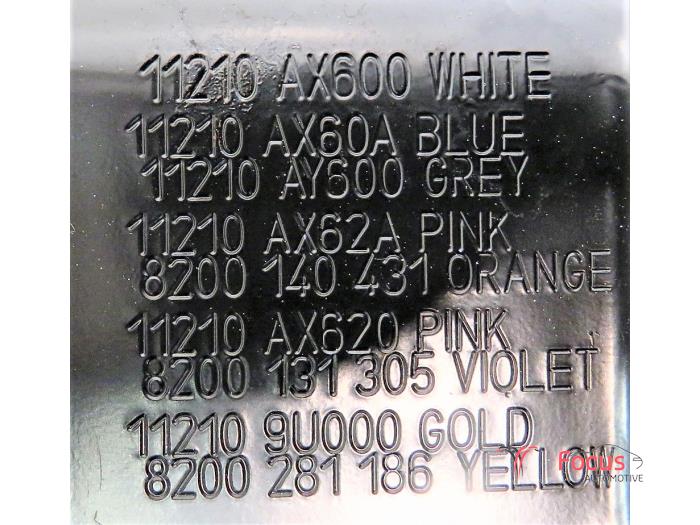 11210 AX600 WHITE
11210 AX60A BLUE
11210 AY600 GREY
11210 AX62A PINK
8200 140 431 ORANGE
11210 AX620 PINK
8200 131 305 VIOLET
11210 9U000 GOLD
8200 281 186 YELLOW
Focus
AUTOMOTIVE